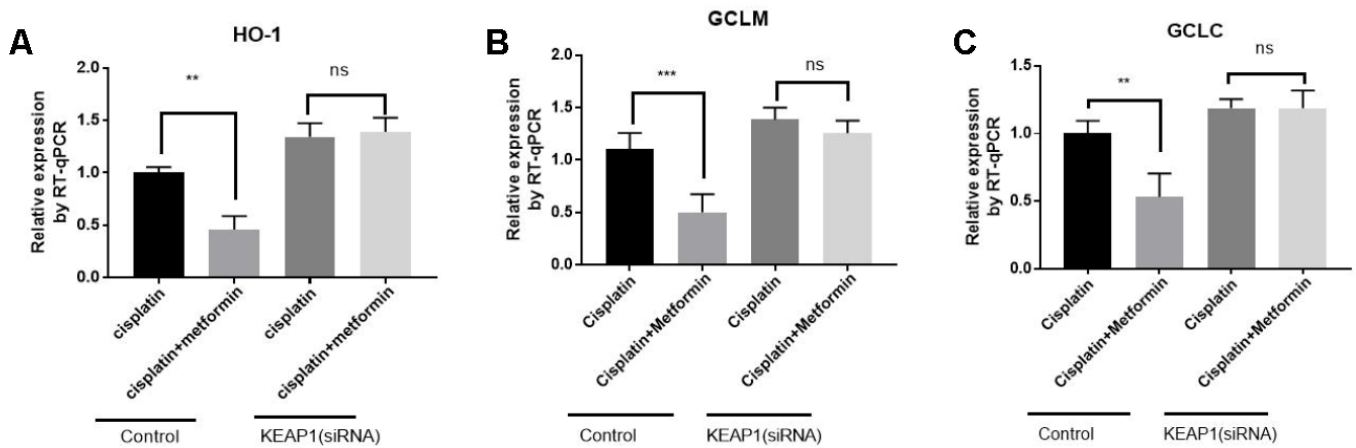 A
HO-1
Relative expression
by RT-qPCR
2.0
1.5
1.0
0.5
0.0
**
ns
cisplatin
cisplatin+metformin
cisplatin
cisplatin+metformin
Control
KEAP1(siRNA)
B
GCLM
Relative expression
by RT-qPCR
2.0
1.5
1.0
0.5
0.0
***
ns
Cisplatin
Cisplatin+Metformin
Cisplatin
Cisplatin+Metformin
Control
KEAP1(siRNA)
C
GCLC
Relative expression
by RT-qPCR
1.5
1.0
0.5
0.0
**
ns
Cisplatin
Cisplatin+Metformin
Cisplatin
Cisplatin+Metformin
Control
KEAP1(siRNA)